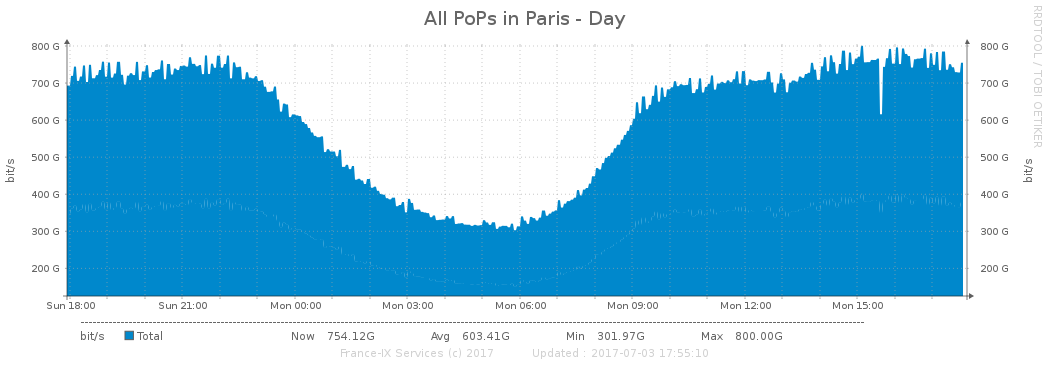 All PoPs in Paris - Day
RRDTOOL / TOBI OETIKER
800 G 800 G
700 G 700 G
600 G 600 G
500 G 500 G
400 G 400 G
300 G 300 G
200 G 200 G
bit/s bit/s
Sun 18:00 Sun 21:00 Mon 00:00 Mon 03:00 Mon 06:00 Mon 09:00 Mon 12:00 Mon 15:00
bit/s Total Now 754.12G Avg 603.41G Min 301.97G Max 800.00G
France-IX Services (c) 2017 Updated : 2017-07-03 17:55:10